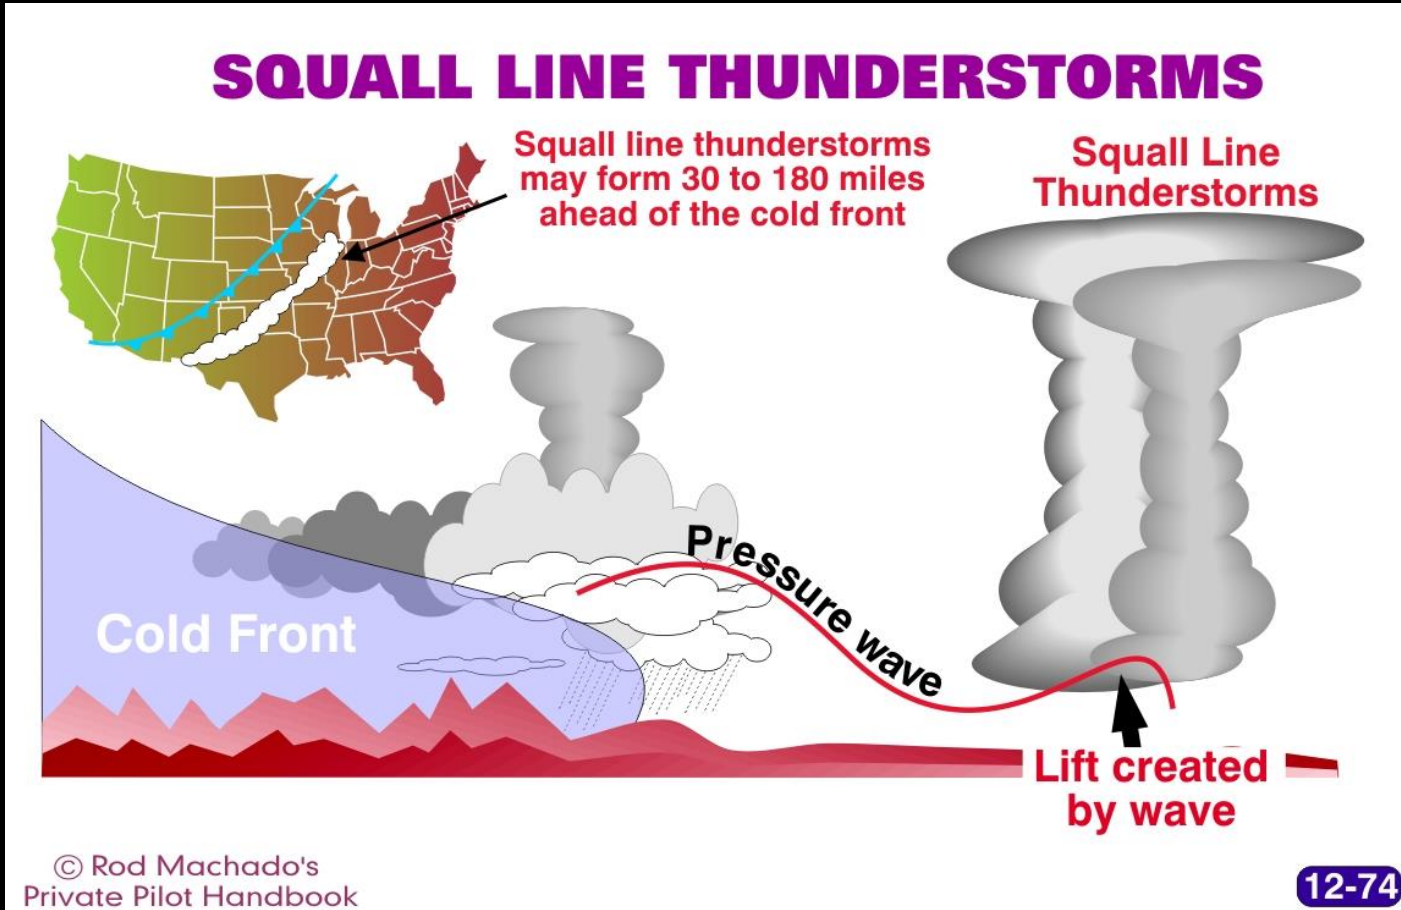 SQUALL LINE THUNDERSTORMS
Squall line thunderstorms
may form 30 to 180 miles
ahead of the cold front
Squall Line
Thunderstorms
Pressure wave
Cold Front
Lift created
by wave
© Rod Machado's
Private Pilot Handbook
12-74